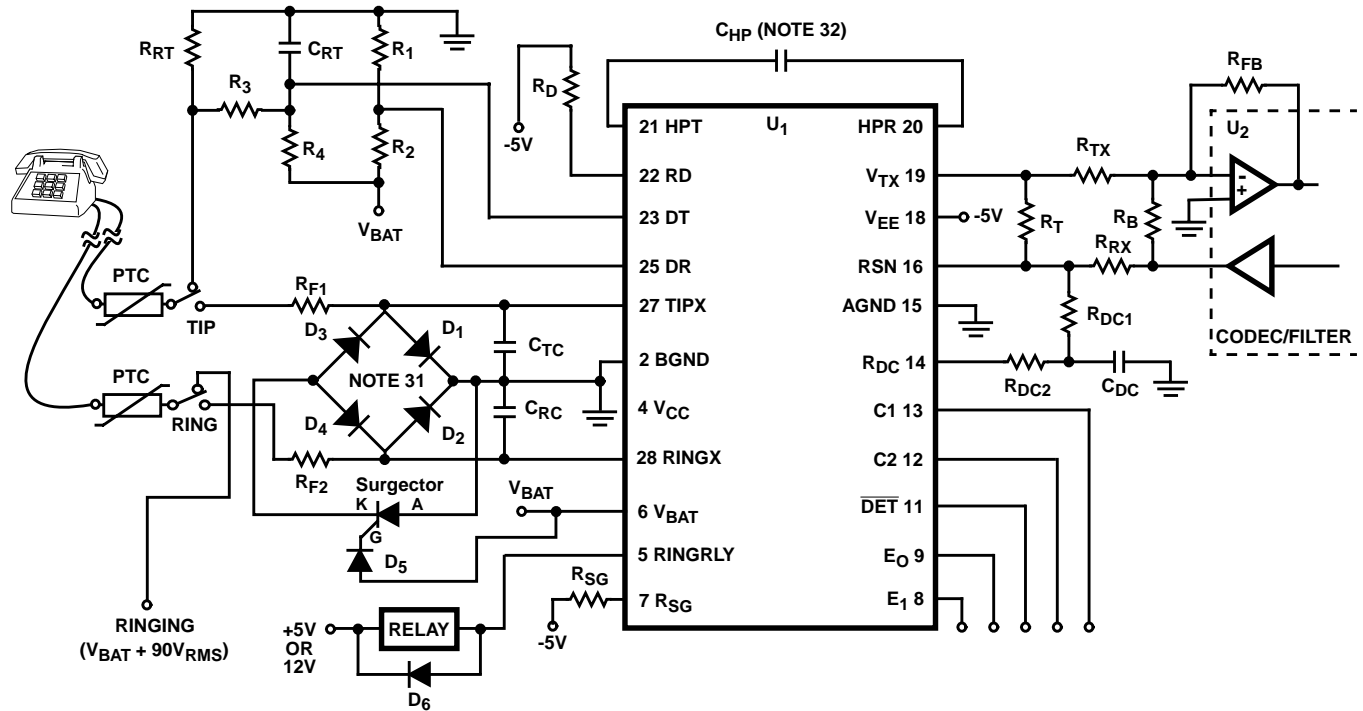 C_HP (NOTE 32)
R_RT
C_RT
R_1
R_3
R_4
R_2
V_BAT
R_D
-5V
U_1
21 HPT
HPR 20
22 RD
V_TX 19
23 DT
V_EE 18
-5V
25 DR
RSN 16
27 TIPX
AGND 15
2 BGND
R_DC 14
4 V_CC
C1 13
28 RINGX
C2 12
6 V_BAT
DET 11
5 RINGRLY
E_O 9
7 R_SG
E_1 8
R_FB
U_2
R_TX
-
+
R_T
R_B
R_RX
R_DC1
CODEC/FILTER
R_DC2
C_DC
PTC
TIP
R_F1
D_3
D_1
C_TC
NOTE 31
PTC
RING
D_4
D_2
C_RC
R_F2
Surgector
K
A
G
D_5
V_BAT
R_SG
-5V
RINGING
(V_BAT + 90V_RMS)
+5V
OR
12V
RELAY
D_6